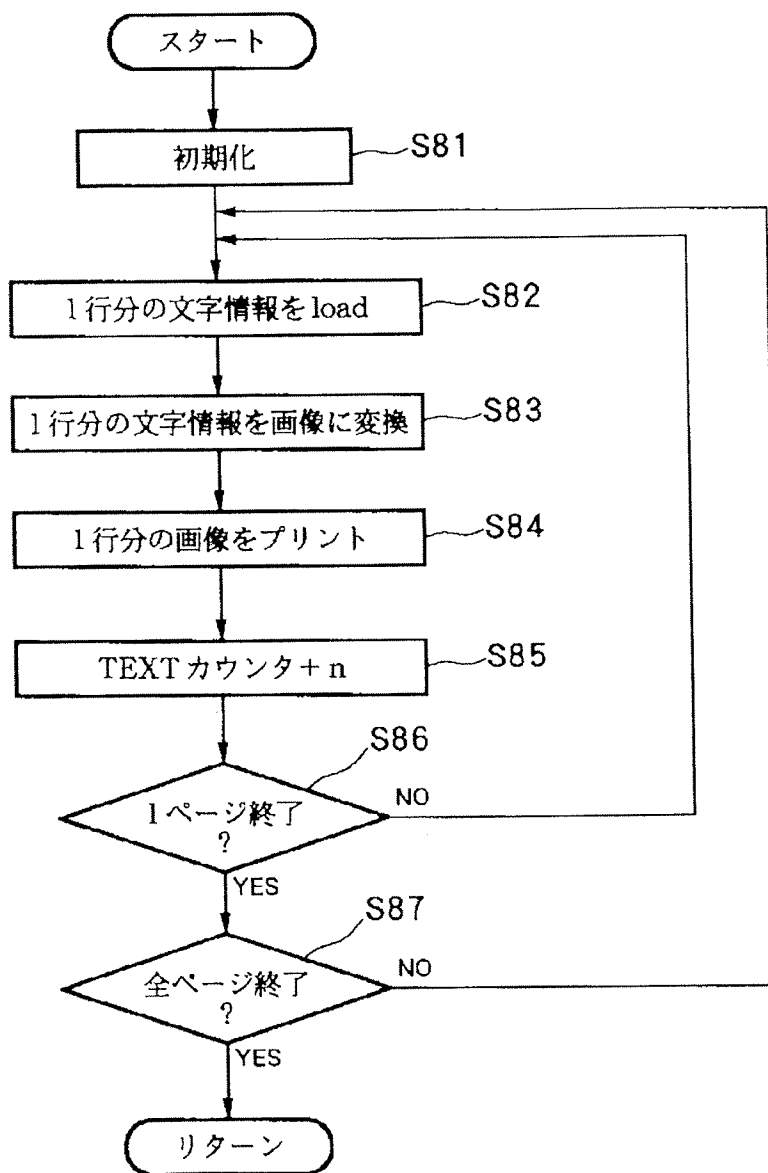 スタート
初期化
S81
1行分の文字情報をload
S82
1行分の文字情報を画像に変換
S83
1行分の画像をプリント
S84
TEXTカウンタ+n
S85
S86
1ページ終了
?
NO
YES
S87
全ページ終了
?
NO
YES
リターン